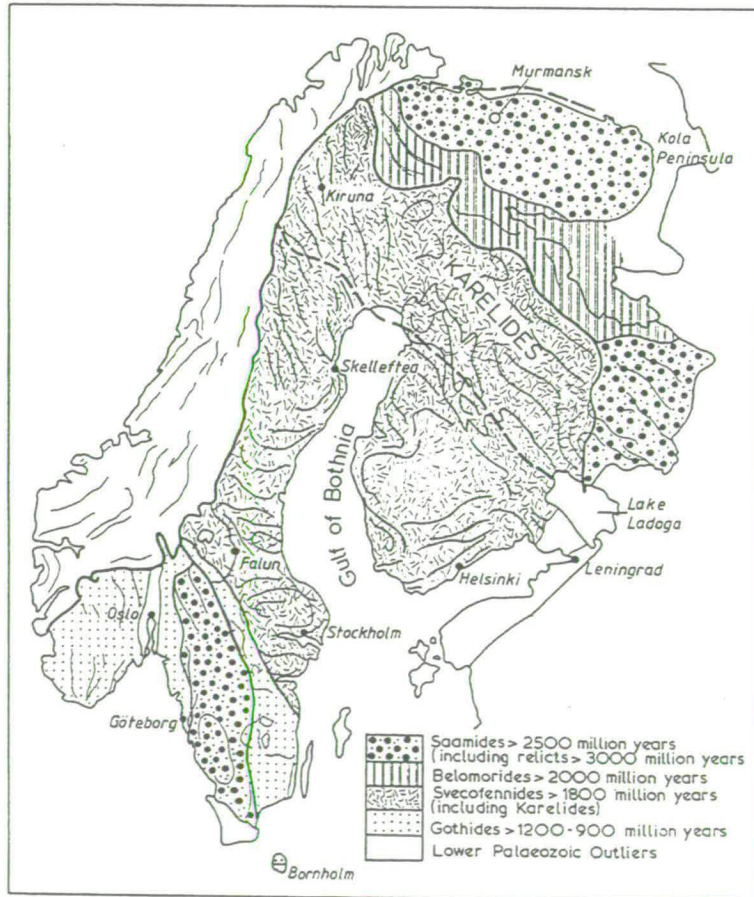 Murmansk
Kola
Peninsula
Kiruna
KARELIDES
Skelleftea
Gulf of Bothnia
Lake
Ladoga
Falun
Helsinki
Leningrad
Oslo
Stockholm
Göteborg
Saamides > 2500 million years
(including relicts > 3000 million years
Belomorides > 2000 million years
Svecofennides > 1800 million years
(including Karelides)
Gothides > 1200-900 million years
Lower Palaeozoic Outliers
Bornholm